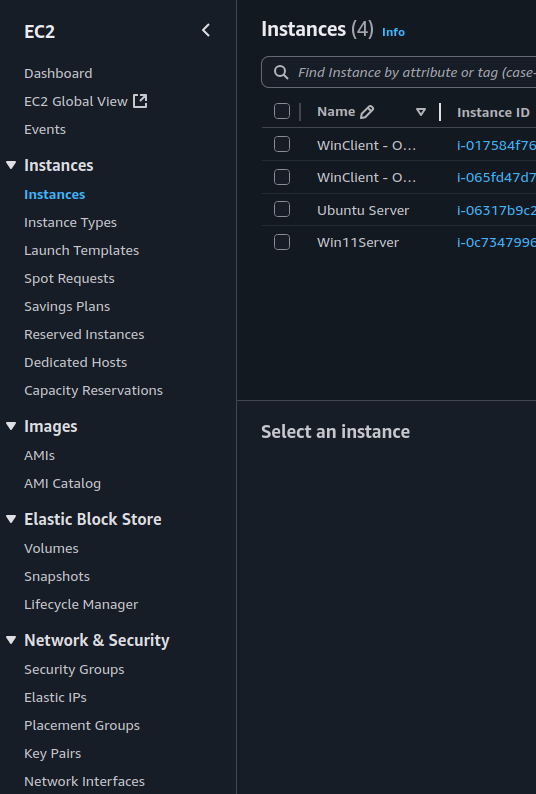 EC2
Dashboard
EC2 Global View
Events
Instances
Instances
Instance Types
Launch Templates
Spot Requests
Savings Plans
Reserved Instances
Dedicated Hosts
Capacity Reservations
Images
AMIs
AMI Catalog
Elastic Block Store
Volumes
Snapshots
Lifecycle Manager
Network & Security
Security Groups
Elastic IPs
Placement Groups
Key Pairs
Network Interfaces
Instances (4) Info
Find Instance by attribute or tag (case-
Name Instance ID
WinClient - O... i-017584f76
WinClient - O... i-065fd47d7
Ubuntu Server i-06317b9c2
Win11Server i-0c7347996
Select an instance